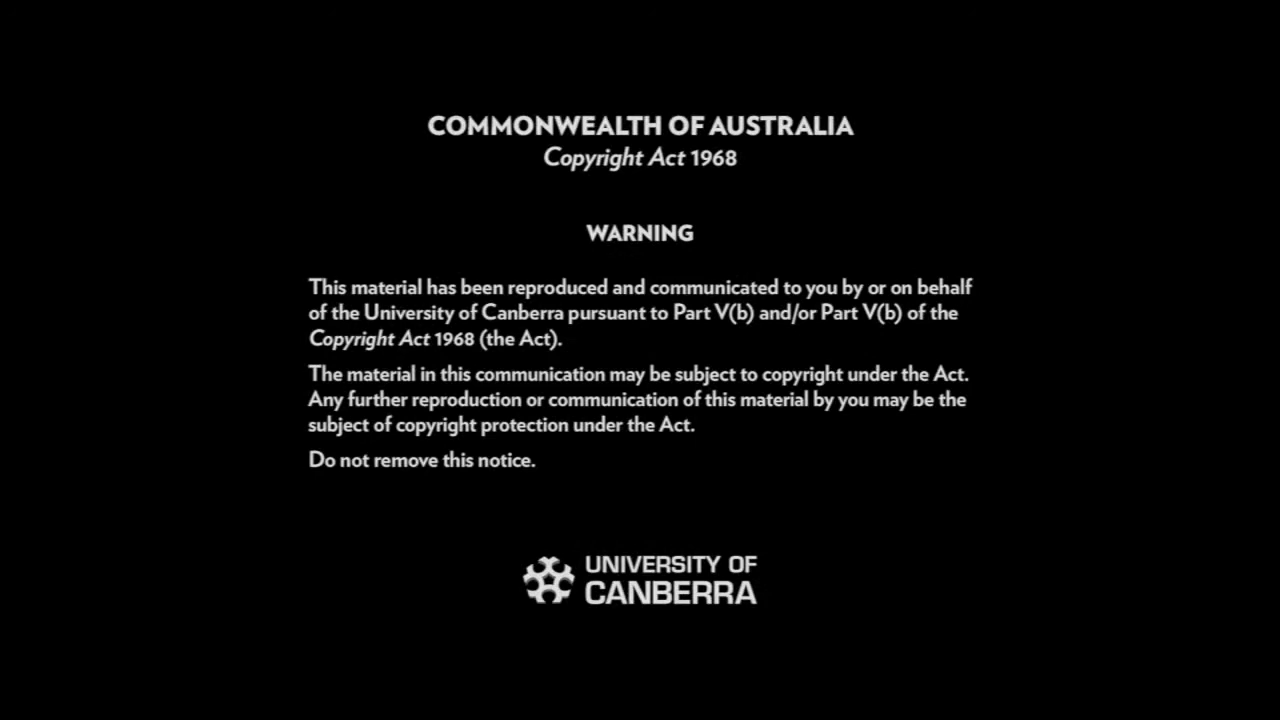 COMMONWEALTH OF AUSTRALIA
Copyright Act 1968
WARNING
This material has been reproduced and communicated to you by or on behalf
of the University of Canberra pursuant to Part V(b) and/or Part V(b) of the
Copyright Act 1968 (the Act).
The material in this communication may be subject to copyright under the Act.
Any further reproduction or communication of this material by you may be the
subject of copyright protection under the Act.
Do not remove this notice.
UNIVERSITY OF
CANBERRA